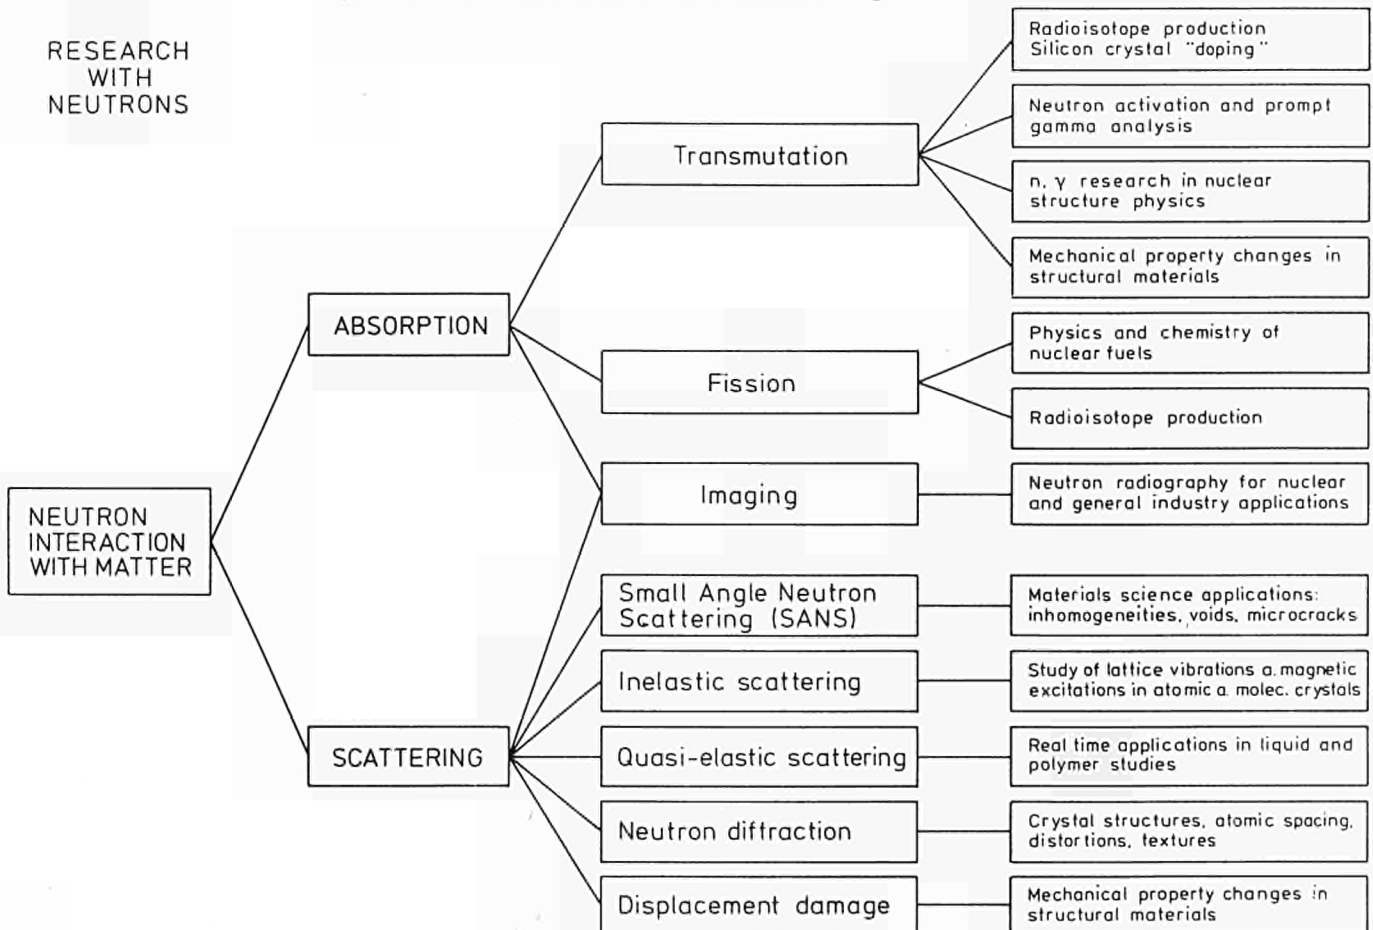 RESEARCH
WITH
NEUTRONS
NEUTRON
INTERACTION
WITH MATTER
ABSORPTION
SCATTERING
Transmutation
Fission
Imaging
Small Angle Neutron
Scattering (SANS)
Inelastic scattering
Quasi-elastic scattering
Neutron diffraction
Displacement damage
Radioisotope production
Silicon crystal "doping"
Neutron activation and prompt
gamma analysis
n, γ research in nuclear
structure physics
Mechanical property changes in
structural materials
Physics and chemistry of
nuclear fuels
Radioisotope production
Neutron radiography for nuclear
and general industry applications
Materials science applications:
inhomogeneities, voids, microcracks
Study of lattice vibrations a. magnetic
excitations in atomic a. molec. crystals
Real time applications in liquid and
polymer studies
Crystal structures, atomic spacing,
distortions, textures
Mechanical property changes in
structural materials